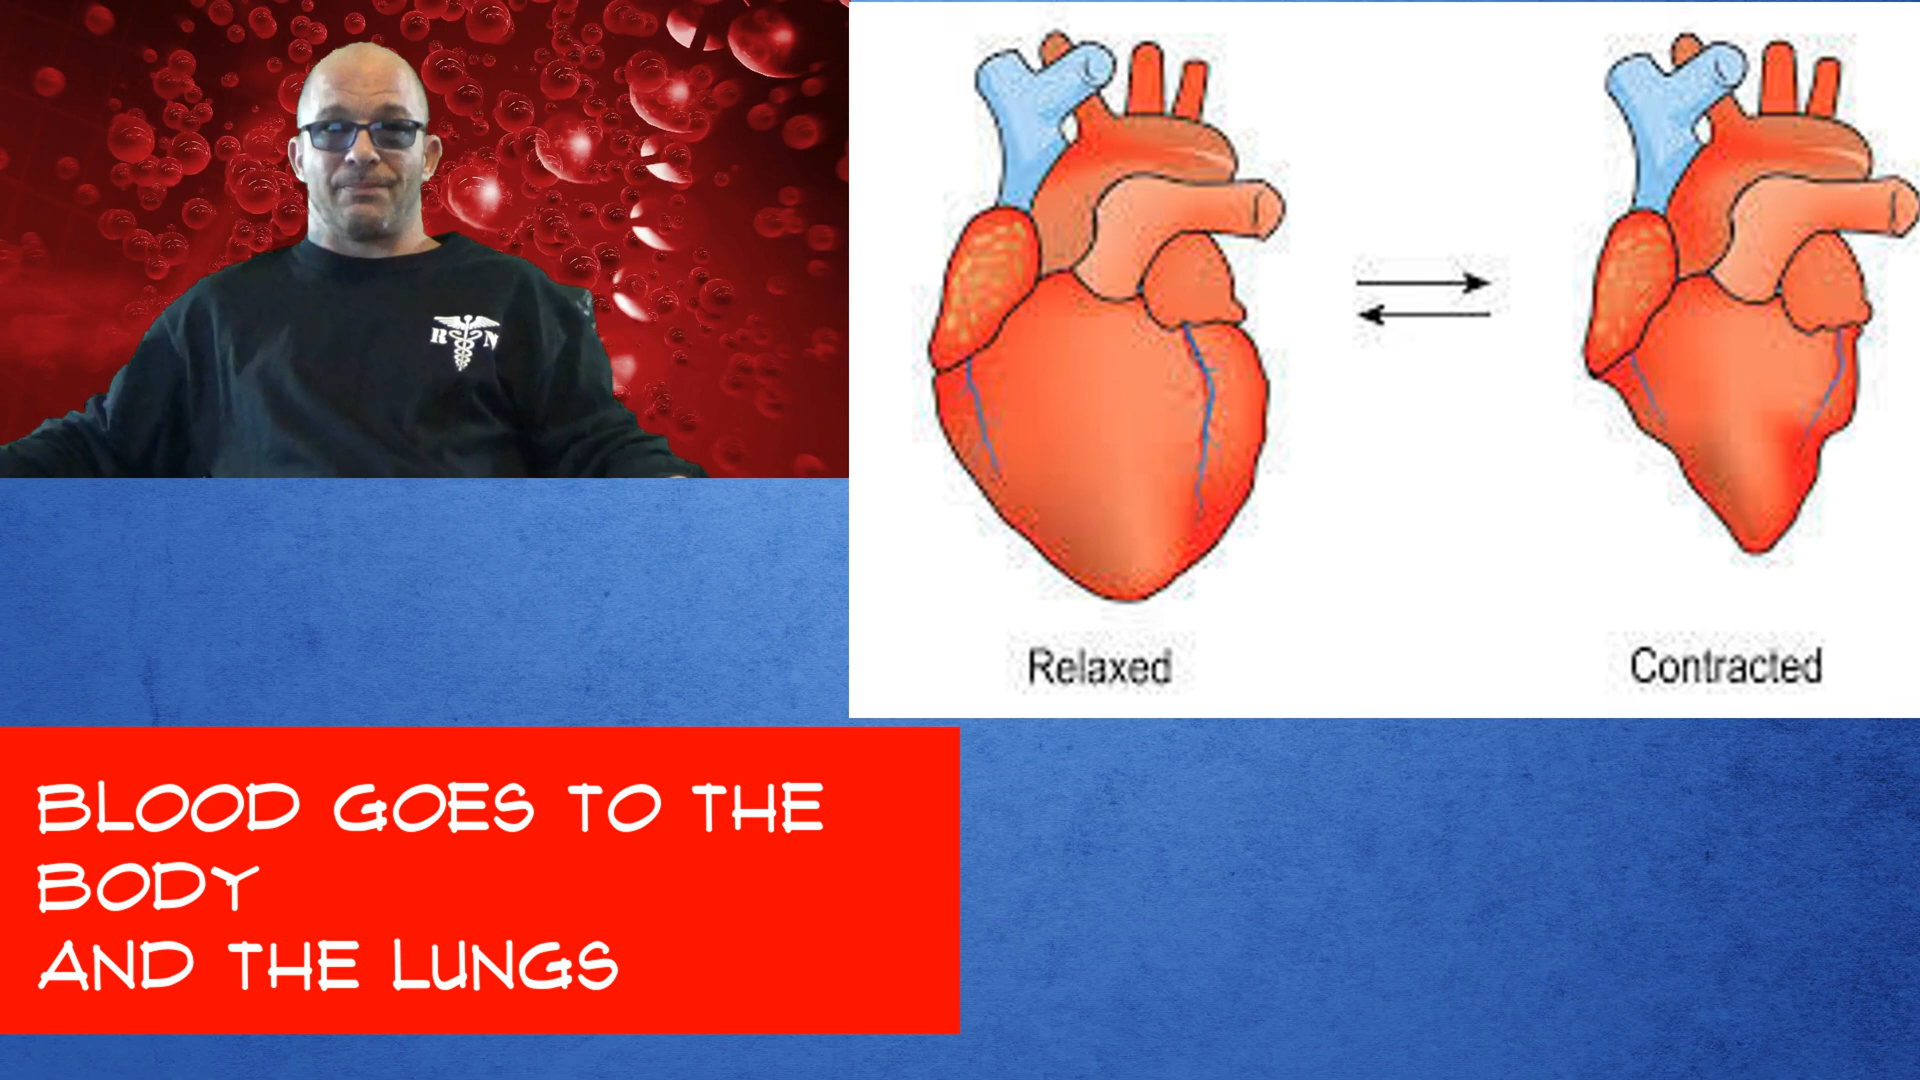 R N
Relaxed
Contracted
BLOOD GOES TO THE
BODY
AND THE LUNGS